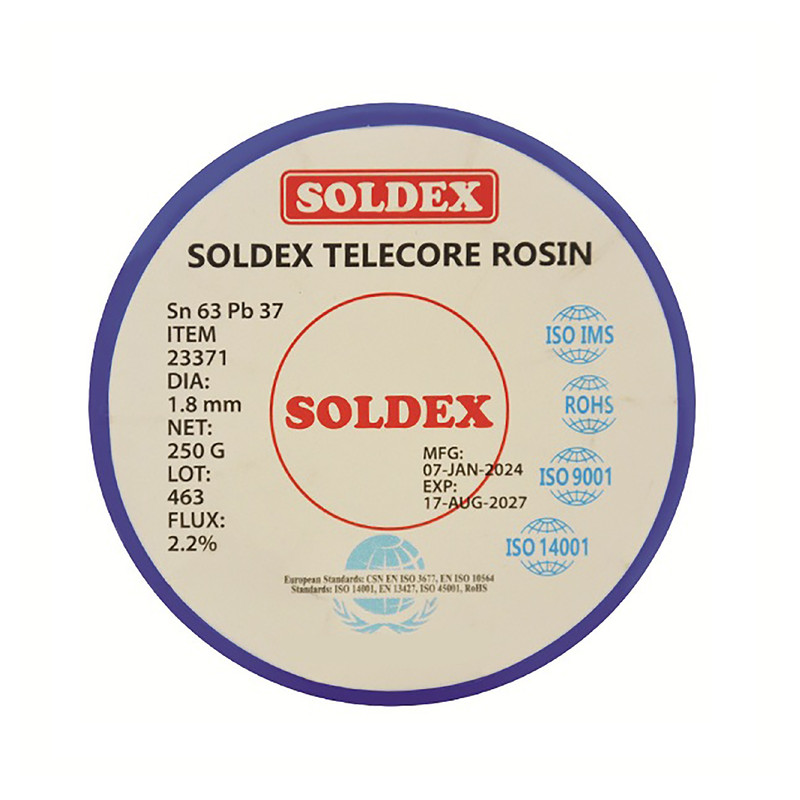 SOLDEX
SOLDEX TELECORE ROSIN
Sn 63 Pb 37
ITEM
23371
DIA:
1.8 mm
NET:
250 G
LOT:
463
FLUX:
2.2%
SOLDEX
MFG:
07-JAN-2024
EXP:
17-AUG-2027
ISO IMS
ROHS
ISO 9001
ISO 14001
European Standards: CSN EN ISO 3677, EN ISO 10564
Standards: ISO 14001, EN 13427, ISO 45001, RoHS